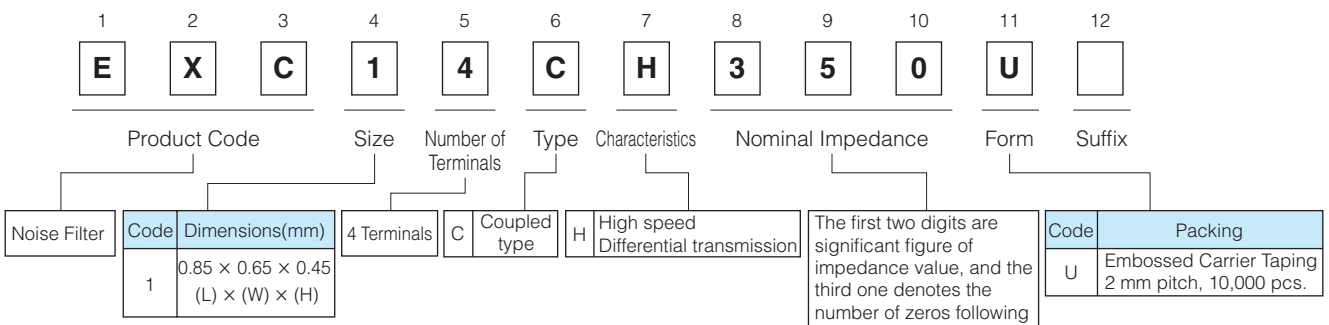 1 2 3 4 5 6 7 8 9 10 11 12
E X C 1 4 C H 3 5 0 U
Product Code Size Number of Terminals Type Characteristics Nominal Impedance Form Suffix
Noise Filter
Code Dimensions(mm)
1 0.85 × 0.65 × 0.45
(L) × (W) × (H)
4 Terminals
C Coupled
type
H High speed
Differential transmission
The first two digits are
significant figure of
impedance value, and the
third one denotes the
number of zeros following
Code Packing
U Embossed Carrier Taping
2 mm pitch, 10,000 pcs.